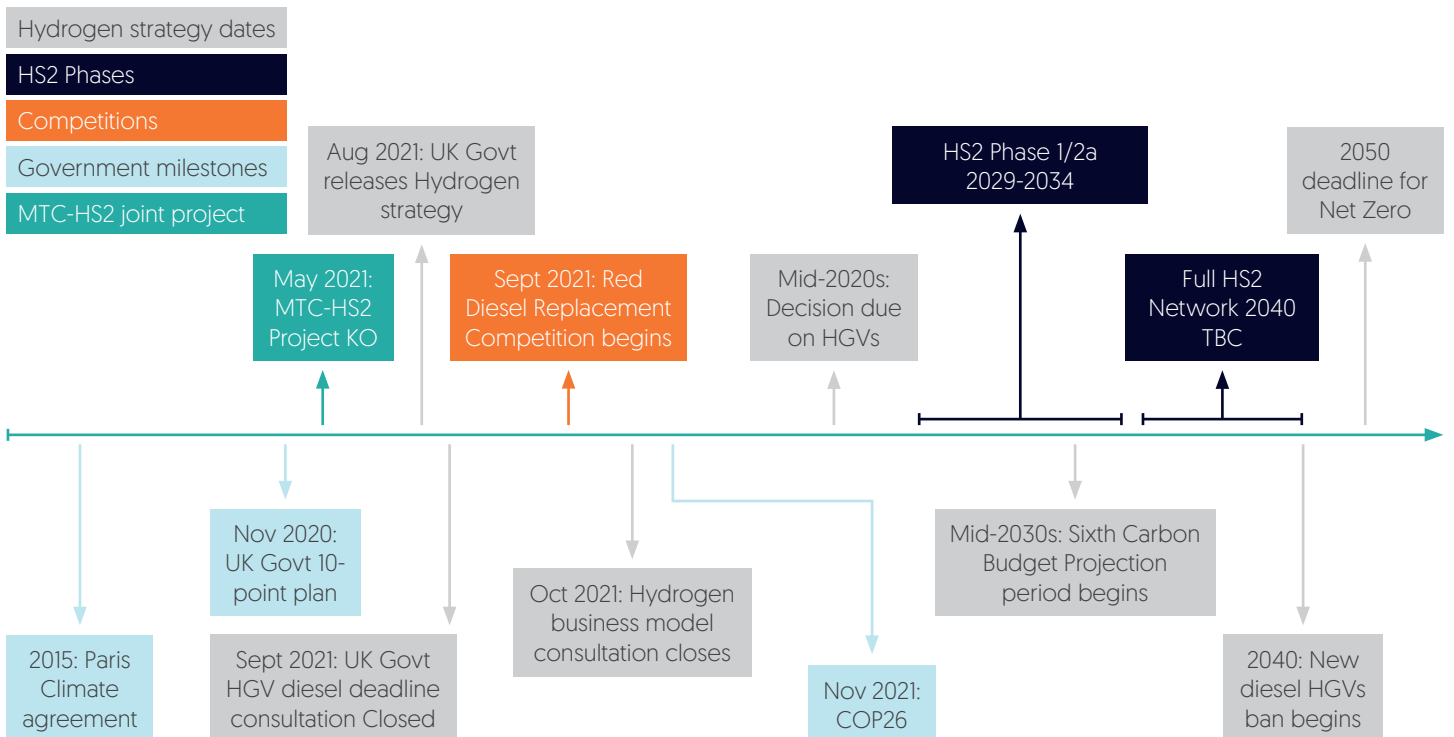 Hydrogen strategy dates
HS2 Phases
Competitions
Government milestones
MTC-HS2 joint project
Aug 2021: UK Govt
releases Hydrogen
strategy
HS2 Phase 1/2a
2029-2034
2050
deadline for
Net Zero
May 2021:
MTC-HS2
Project KO
Sept 2021: Red
Diesel Replacement
Competition begins
Mid-2020s:
Decision due
on HGVs
Full HS2
Network 2040
TBC
Nov 2020:
UK Govt 10-
point plan
Mid-2030s: Sixth Carbon
Budget Projection
period begins
Oct 2021: Hydrogen
business model
consultation closes
2015: Paris
Climate
agreement
Sept 2021: UK Govt
HGV diesel deadline
consultation Closed
Nov 2021:
COP26
2040: New
diesel HGVs
ban begins